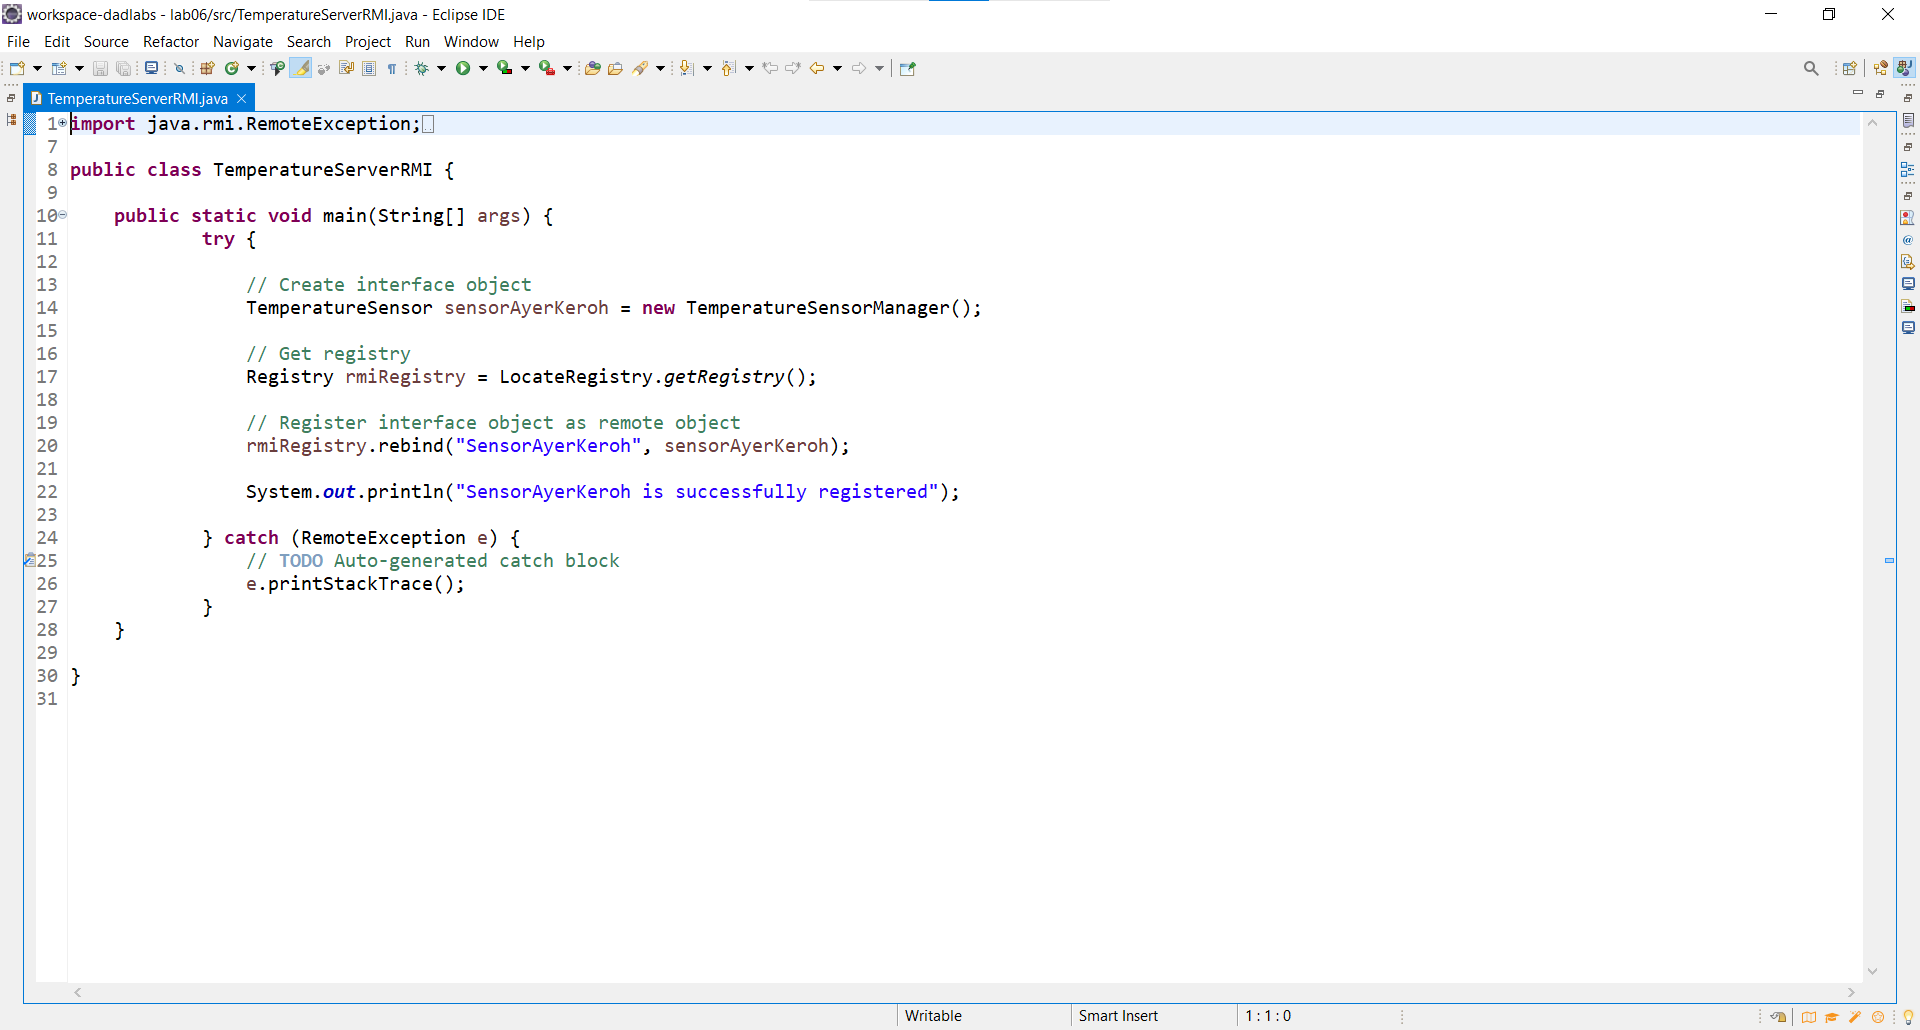 workspace-dadlabs - lab06/src/TemperatureServerRMI.java - Eclipse IDE
File Edit Source Refactor Navigate Search Project Run Window Help
TemperatureServerRMI.java
1 import java.rmi.RemoteException;
7
8 public class TemperatureServerRMI {
9
10 public static void main(String[] args) {
11 try {
12
13 // Create interface object
14 TemperatureSensor sensorAyerKeroh = new TemperatureSensorManager();
15
16 // Get registry
17 Registry rmiRegistry = LocateRegistry.getRegistry();
18
19 // Register interface object as remote object
20 rmiRegistry.rebind("SensorAyerKeroh", sensorAyerKeroh);
21
22 System.out.println("SensorAyerKeroh is successfully registered");
23
24 } catch (RemoteException e) {
25 // TODO Auto-generated catch block
26 e.printStackTrace();
27 }
28 }
29
30 }
31
Writable Smart Insert 1 : 1 : 0